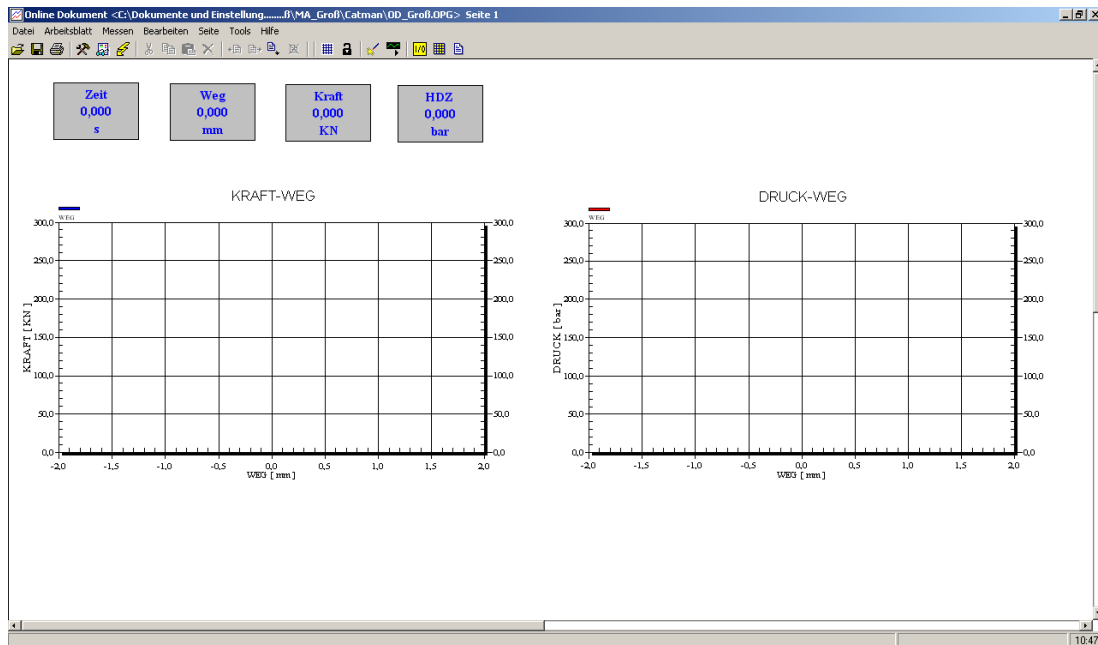 Online Dokument <C:\Dokumente und Einstellung........ß\MA_Groß\Catman\OD_Groß.OPG> Seite 1
Datei Arbeitsblatt Messen Bearbeiten Seite Tools Hilfe
I/O
Zeit
0,000
s
Weg
0,000
mm
Kraft
0,000
KN
HDZ
0,000
bar
KRAFT-WEG
WEG
KRAFT [ KN ]
300,0 300,0
250,0 250,0
200,0 200,0
150,0 150,0
100,0 100,0
50,0 50,0
0,0 0,0
-2,0 -1,5 -1,0 0,0 0,5 1,0 1,5 2,0
WEG [ mm ]
DRUCK-WEG
WEG
DRUCK [ bar ]
300,0 300,0
250,0 250,0
200,0 200,0
150,0 150,0
100,0 100,0
50,0 50,0
0,0 0,0
-2,0 -1,5 -1,0 0,0 0,5 1,0 1,5 2,0
WEG [ mm ]
10:47